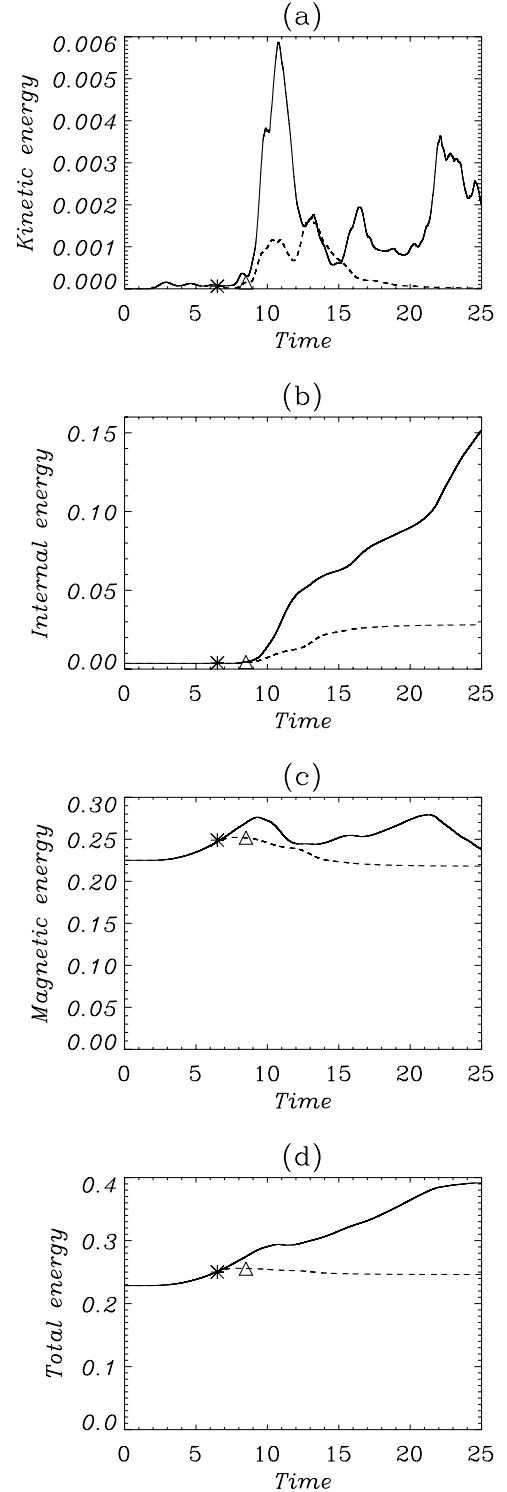 (a)
0.006
0.005
0.004
0.003
0.002
0.001
0.000
Kinetic energy
0 5 10 15 20 25
Time
(b)
0.15
0.10
0.05
0.00
Internal energy
0 5 10 15 20 25
Time
(c)
0.30
0.25
0.20
0.15
0.10
0.05
0.00
Magnetic energy
0 5 10 15 20 25
Time
(d)
0.4
0.3
0.2
0.1
0.0
Total energy
0 5 10 15 20 25
Time